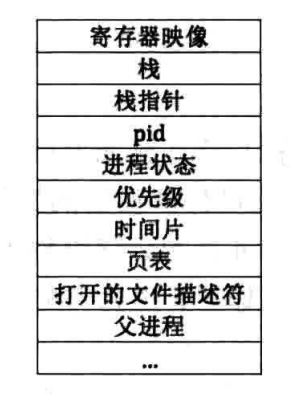 寄存器映像
栈
栈指针
pid
进程状态
优先级
时间片
页表
打开的文件描述符
父进程
...